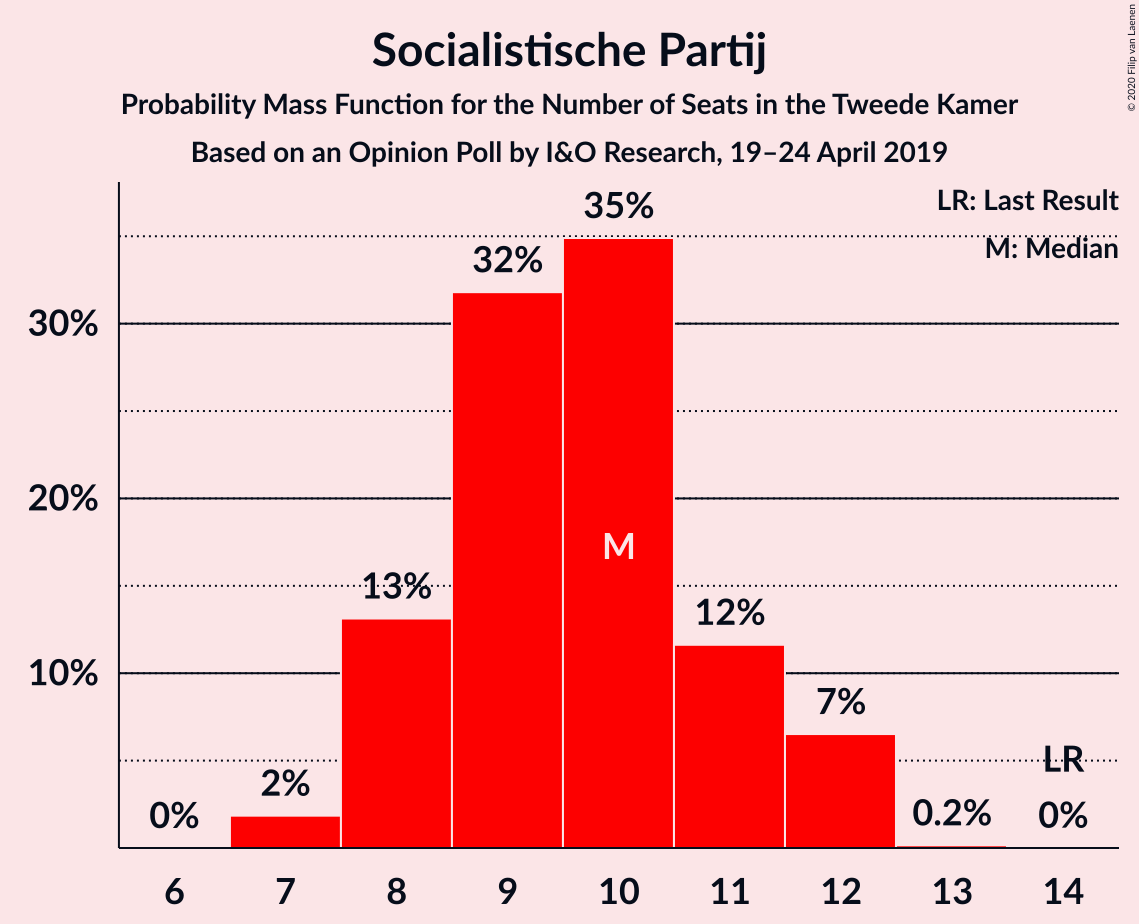 Socialistische Partij
Probability Mass Function for the Number of Seats in the Tweede Kamer
Based on an Opinion Poll by I&O Research, 19–24 April 2019
© 2020 Filip van Laenen
LR: Last Result
M: Median
35%
32%
30%
20%
M
13%
12%
10%
7%
LR
2%
0%
0.2%
0%
6 7 8 9 10 11 12 13 14